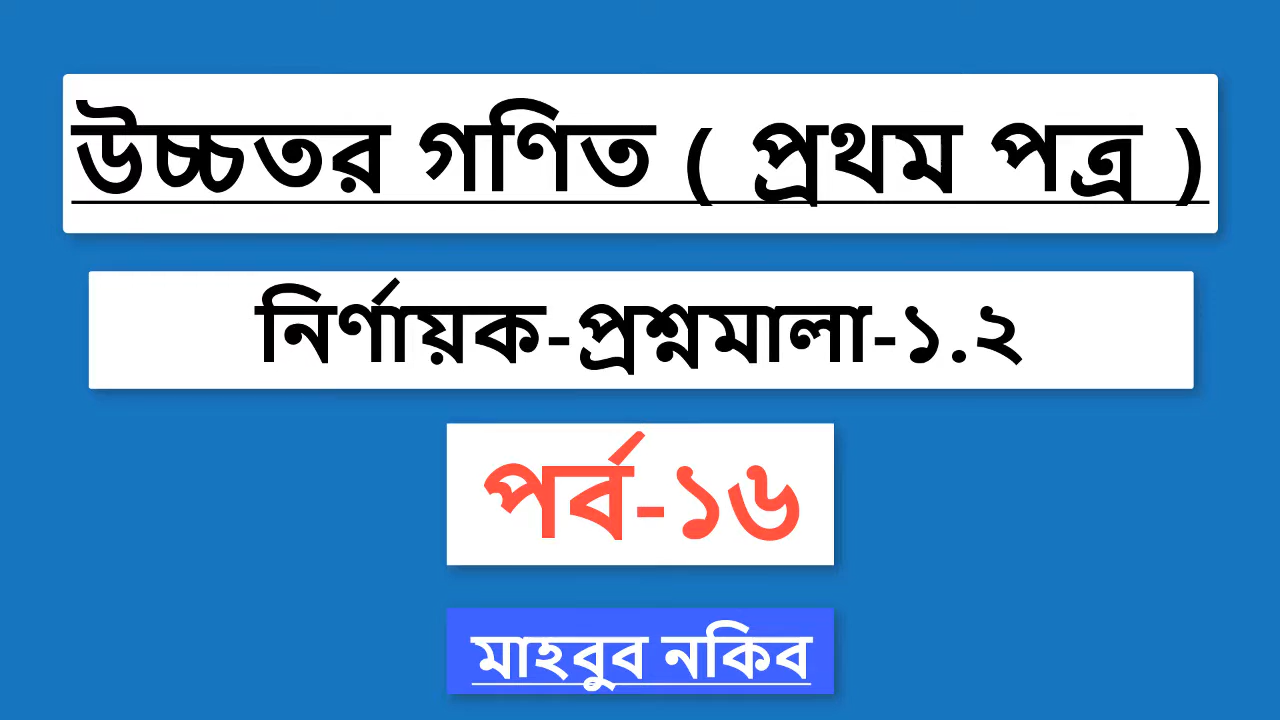 উচ্চতর গণিত ( প্রথম পত্র )
নির্ণায়ক-প্রশ্নমালা-১.২
পর্ব-১৬
মাহবুব নকিব